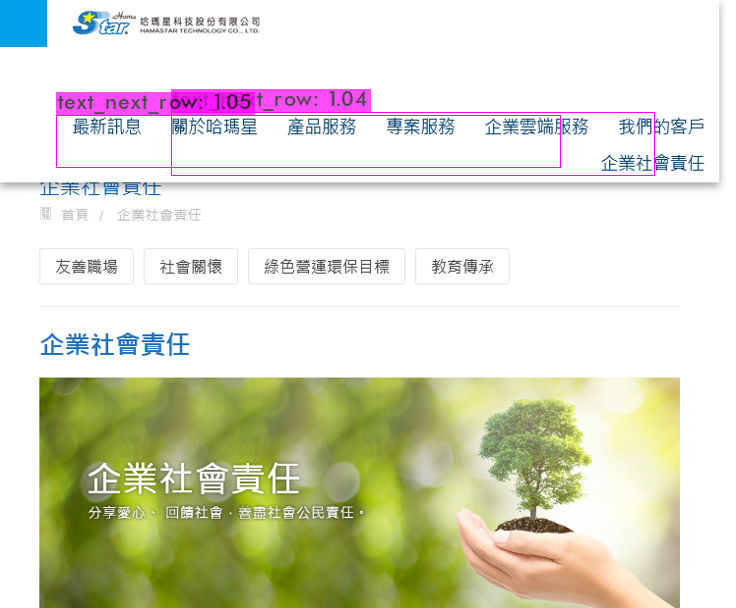 Hama Star 哈瑪星科技股份有限公司
HAMASTAR TECHNOLOGY CO., LTD.
text_next_row: 1.05 text_next_row: 1.04
最新訊息 關於哈瑪星 產品服務 專案服務 企業雲端服務 我們的客戶
企業社會責任
企業社會責任
首頁 / 企業社會責任
友善職場 社會關懷 綠色營運環保目標 教育傳承
企業社會責任
企業社會責任
分享愛心、 回饋社會，善盡社會公民責任。